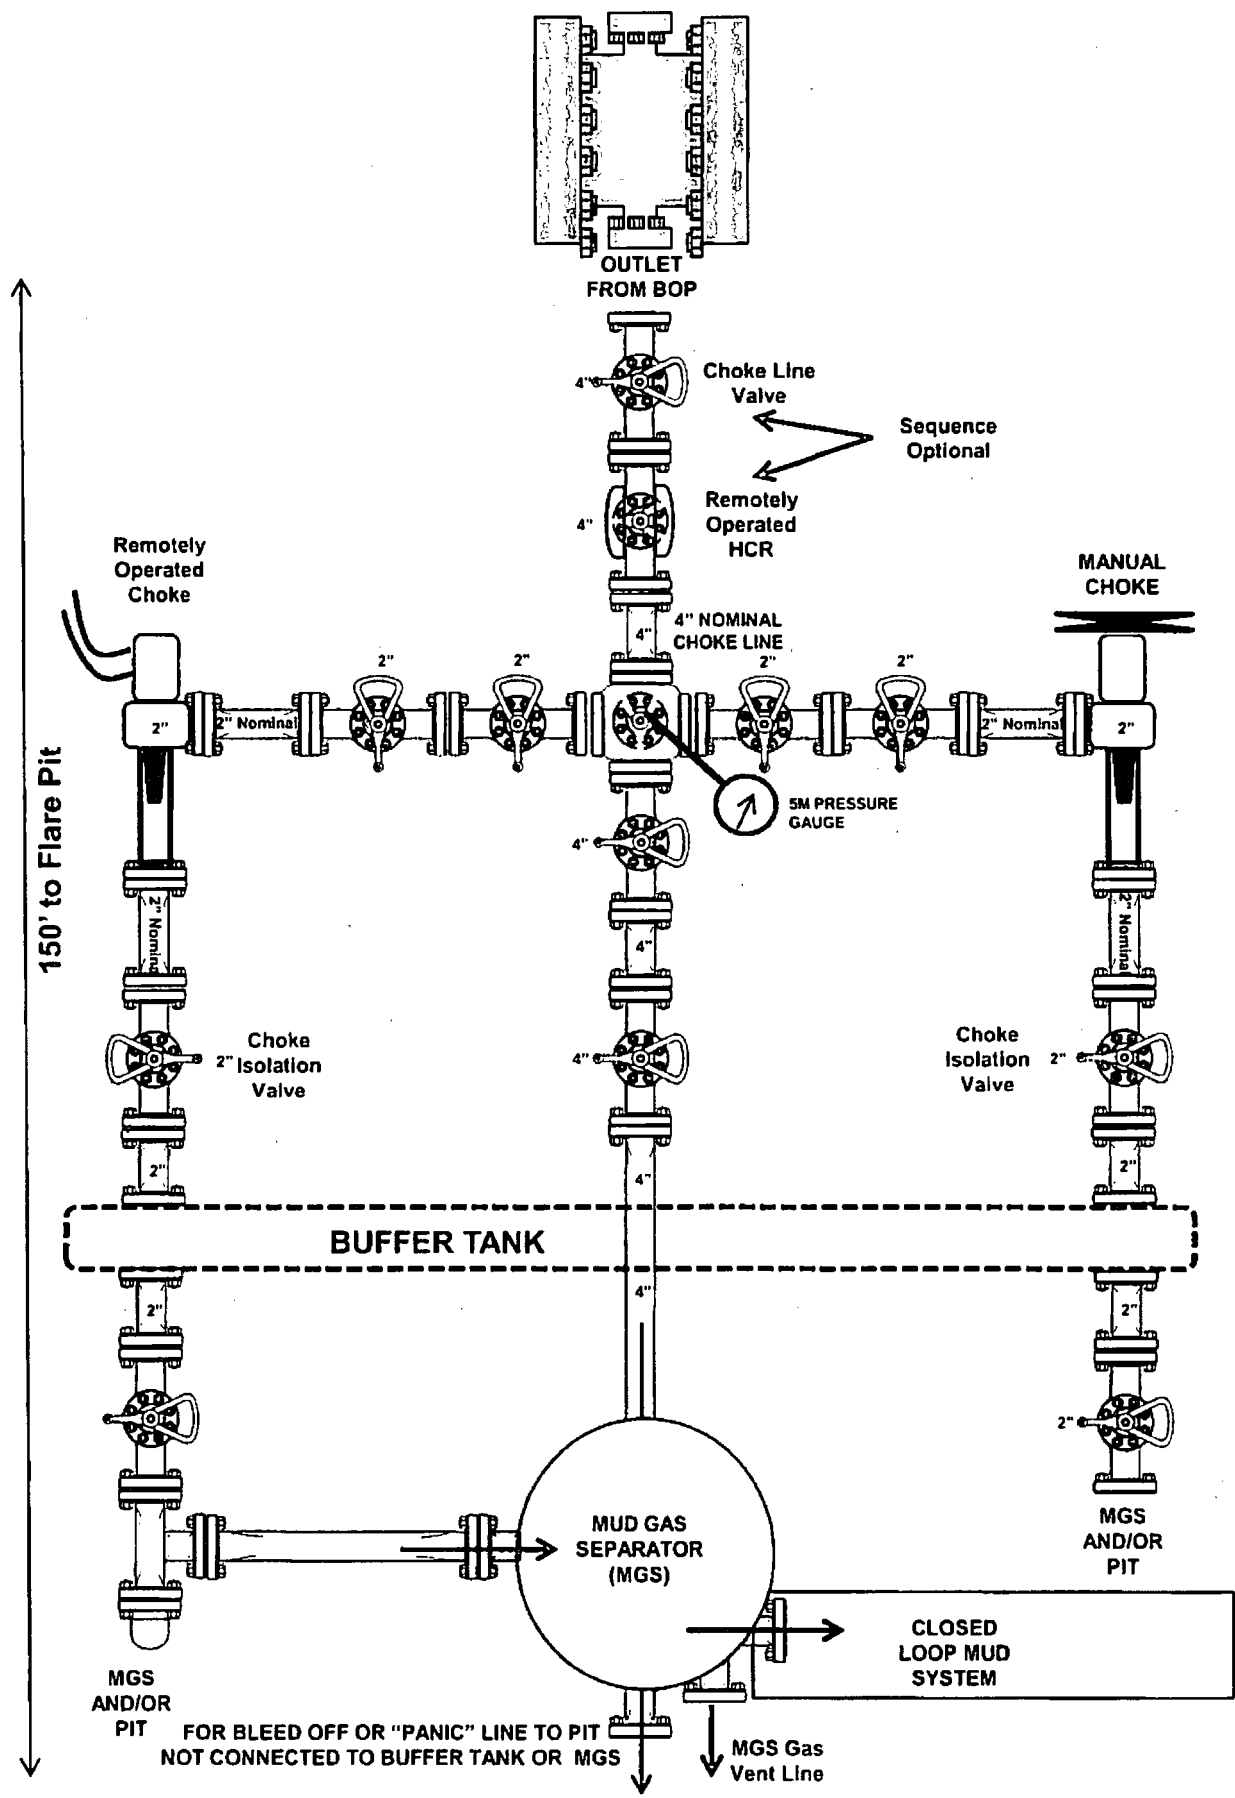 OUTLET
FROM BOP
4"
Choke Line
Valve
Sequence
Optional
4"
Remotely
Operated
HCR
Remotely
Operated
Choke
MANUAL
CHOKE
4"
4" NOMINAL
CHOKE LINE
2"
2"
2"
2"
2"
2" Nominal
2" Nominal
2"
5M PRESSURE
GAUGE
150' to Flare Pit
4"
2" Nominal
4"
2" Nominal
Choke
2" Isolation
Valve
4"
Choke
Isolation
Valve
2"
2"
4"
2"
BUFFER TANK
2"
4"
2"
2"
MUD GAS
SEPARATOR
(MGS)
MGS
AND/OR
PIT
CLOSED
LOOP MUD
SYSTEM
MGS
AND/OR
PIT
FOR BLEED OFF OR "PANIC" LINE TO PIT
NOT CONNECTED TO BUFFER TANK OR MGS
MGS Gas
Vent Line